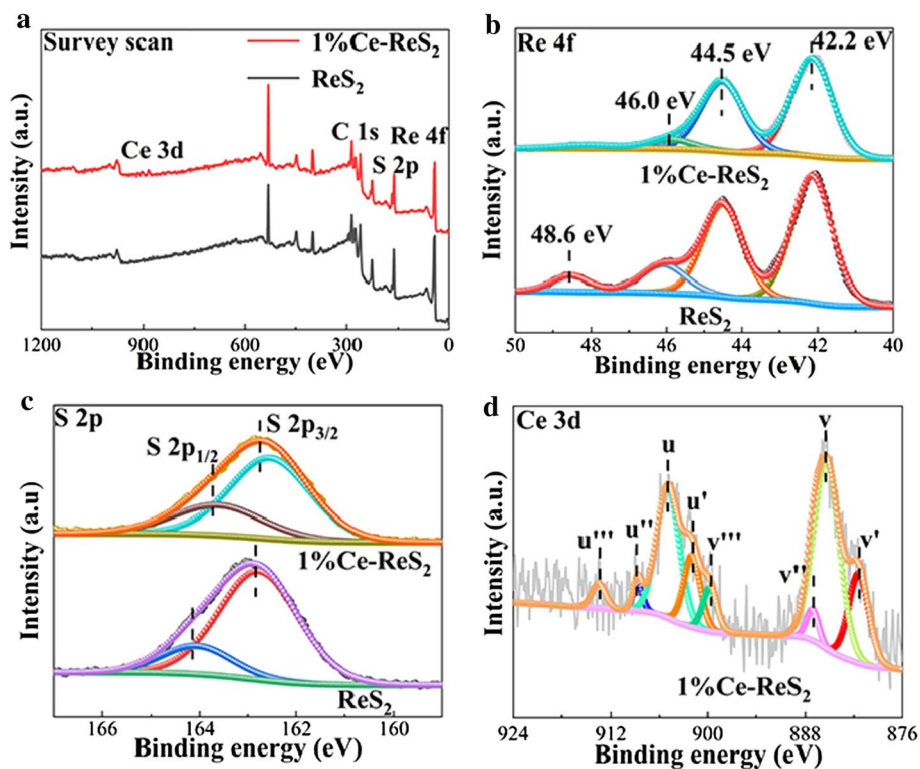 a
Survey scan
1%Ce-ReS₂
ReS₂
Ce 3d
C 1s
Re 4f
S 2p
Intensity (a.u.)
1200 900 600 300 0
Binding energy (eV)
b
Re 4f
44.5 eV
42.2 eV
46.0 eV
1%Ce-ReS₂
48.6 eV
ReS₂
Intensity (a.u.)
50 48 46 44 42 40
Binding energy (eV)
c
S 2p
S 2p₃/₂
S 2p₁/₂
1%Ce-ReS₂
ReS₂
Intensity (a.u)
166 164 162 160
Binding energy (eV)
d
Ce 3d
v
u
u'
u'''
u''
v'''
v''
v'
1%Ce-ReS₂
Intensity (a.u.)
924 912 900 888 876
Binding energy (eV)